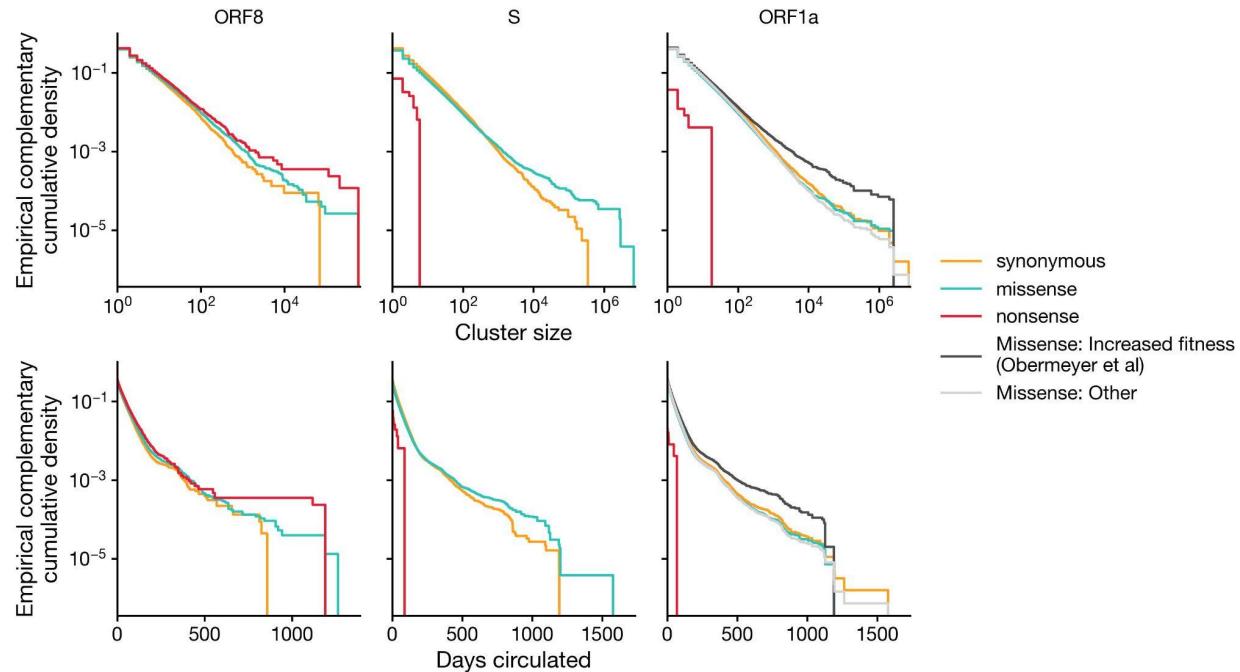 ORF8
S
ORF1a
Empirical complementary
cumulative density
10⁻¹
10⁻³
10⁻⁵
10⁰ 10² 10⁴
10⁰ 10² 10⁴ 10⁶
10⁰ 10² 10⁴ 10⁶
Cluster size
synonymous
missense
nonsense
Missense: Increased fitness
(Obermeyer et al)
Missense: Other
Empirical complementary
cumulative density
10⁻¹
10⁻³
10⁻⁵
0 500 1000
0 500 1000 1500
0 500 1000 1500
Days circulated